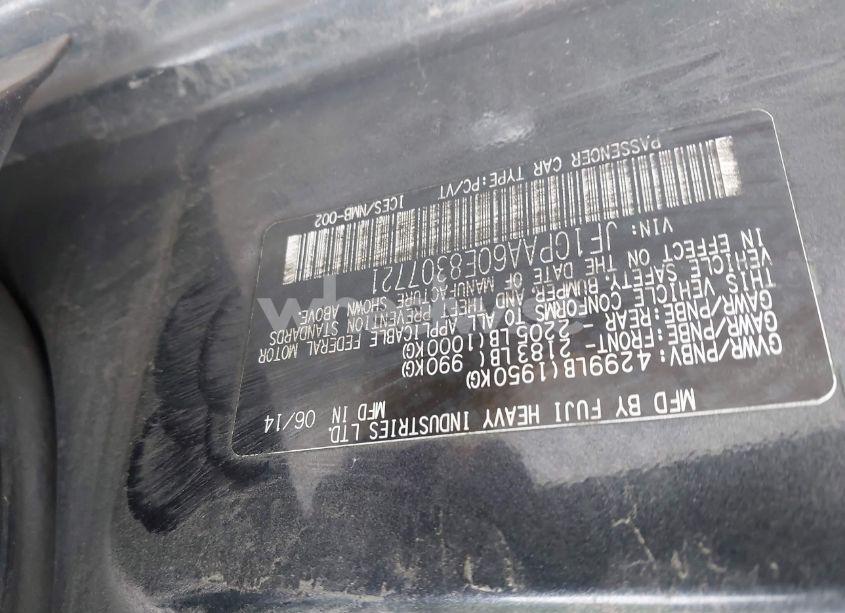 MFD BY FUJI HEAVY INDUSTRIES LTD.
MFD IN 06/14
GVWR/PNBV: 4299LB(1950KG)
GAWR/PNBE:FRONT- 2183LB( 990KG)
GAWR/PNBE:REAR - 2205LB(1000KG)
THIS VEHICLE CONFORMS TO ALL APPLICABLE FEDERAL MOTOR
VEHICLE SAFETY, BUMPER AND THEFT PREVENTION STANDARDS
IN EFFECT ON THE DATE OF MANUFACTURE SHOWN ABOVE.
VIN: JF1GPAA60E8307721
PASSENGER CAR TYPE:PC/VT ICES/NMB-002